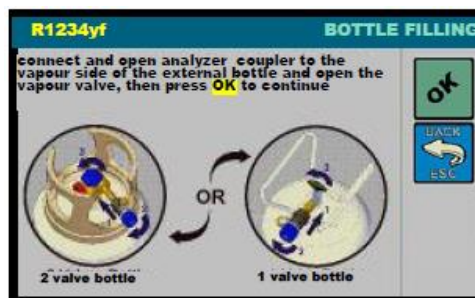 R1234yf
BOTTLE FILLING
connect and open analyzer coupler to the
vapour side of the external bottle and open the
vapour valve, then press OK to continue
OK
BACK
ESC
OR
2 valve bottle
1 valve bottle